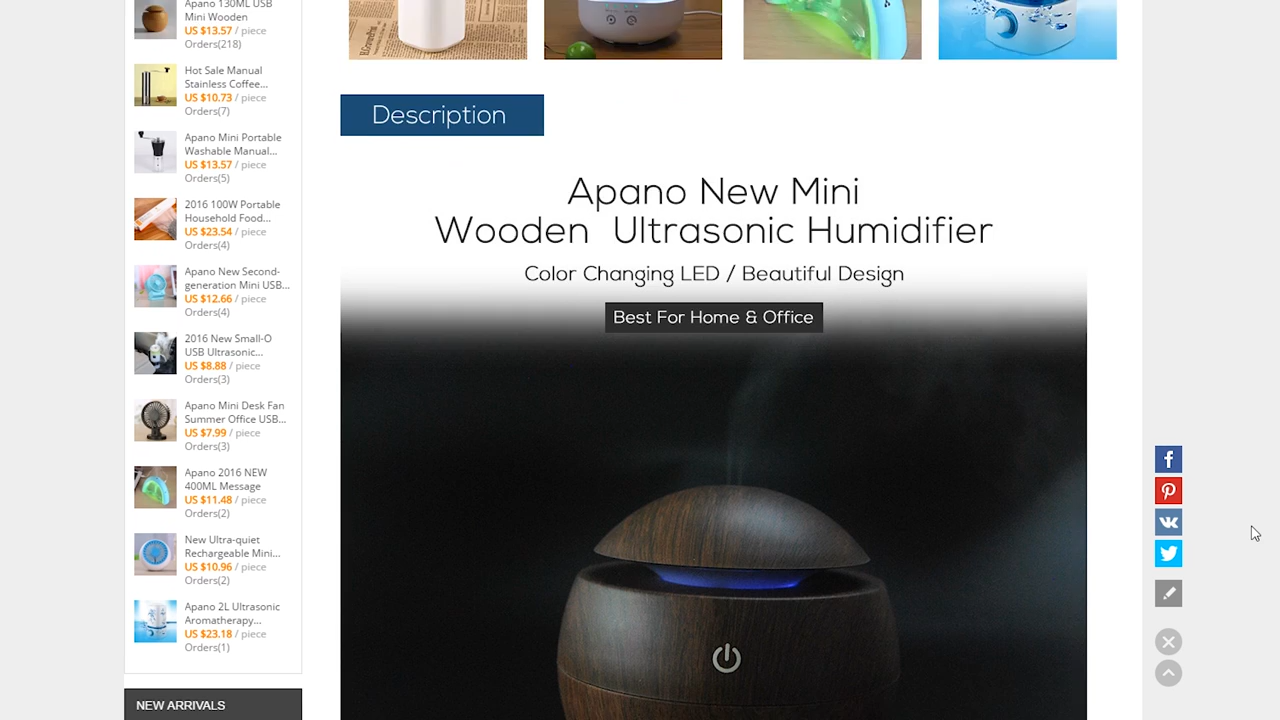 Apano 130ML USB
Mini Wooden
US $13.57 / piece
Orders(218)
Hot Sale Manual
Stainless Coffee...
US $10.73 / piece
Orders(7)
Apano Mini Portable
Washable Manual...
US $13.57 / piece
Orders(5)
2016 100W Portable
Household Food...
US $23.54 / piece
Orders(4)
Apano New Second-
generation Mini USB...
US $12.66 / piece
Orders(4)
2016 New Small-O
USB Ultrasonic...
US $8.88 / piece
Orders(3)
Apano Mini Desk Fan
Summer Office USB...
US $7.99 / piece
Orders(3)
Apano 2016 NEW
400ML Message
US $11.48 / piece
Orders(2)
New Ultra-quiet
Rechargeable Mini...
US $10.96 / piece
Orders(2)
Apano 2L Ultrasonic
Aromatherapy...
US $23.18 / piece
Orders(1)
NEW ARRIVALS
Description
Apano New Mini
Wooden Ultrasonic Humidifier
Color Changing LED / Beautiful Design
Best For Home & Office